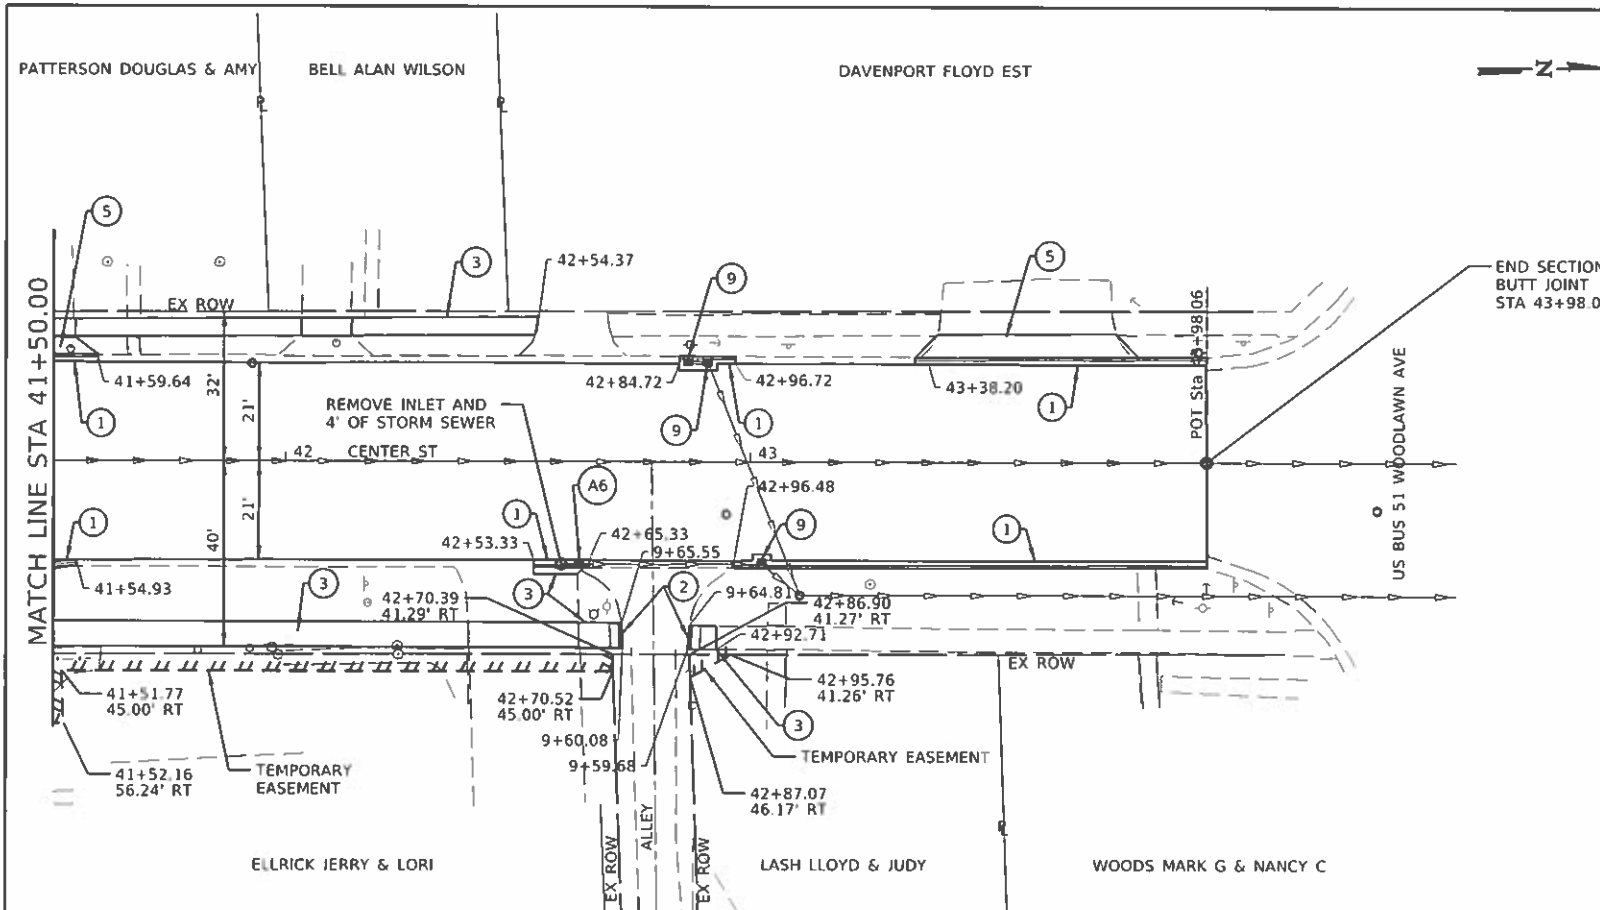 PATTERSON DOUGLAS & AMY
BELL ALAN WILSON
DAVENPORT FLOYD EST
N
5
3
42+54.37
9
5
END SECTION
BUTT JOINT
STA 43+98.0
EX ROW
MATCH LINE STA 41+50.00
41+59.64
32'
21'
42+84.72
42+96.72
43+38.20
POT Sta 43+98.06
US BUS 51 WOODLAWN AVE
1
REMOVE INLET AND
4' OF STORM SEWER
9
1
1
42
CENTER ST
43
A6
42+96.48
21'
40'
1
1
42+53.33
42+65.33
9+65.55
9
1
41+54.93
3
42+70.39
41.29' RT
3
2
9+64.81
42+86.90
41.27' RT
42+92.71
EX ROW
41+51.77
45.00' RT
42+70.52
45.00' RT
42+95.76
41.26' RT
3
9+60.08
9+59.68
TEMPORARY EASEMENT
41+52.16
56.24' RT
TEMPORARY
EASEMENT
42+87.07
46.17' RT
ALLEY
EX ROW
EX ROW
ELLRICK JERRY & LORI
LASH LLOYD & JUDY
WOODS MARK G & NANCY C